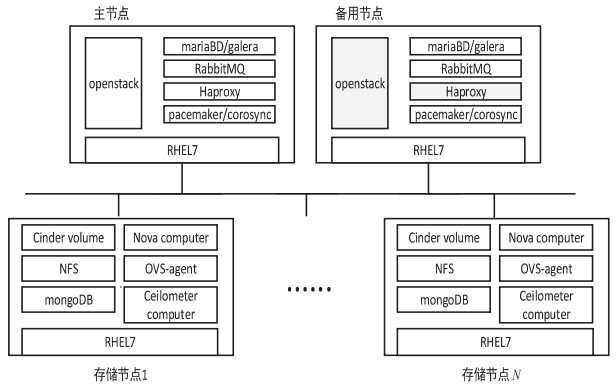 主节点
备用节点
openstack
mariaBD/galera
RabbitMQ
Haproxy
pacemaker/corosync
RHEL7
openstack
mariaBD/galera
RabbitMQ
Haproxy
pacemaker/corosync
RHEL7
Cinder volume
Nova computer
NFS
OVS-agent
mongoDB
Ceilometer
computer
RHEL7
存储节点1
......
Cinder volume
Nova computer
NFS
OVS-agent
mongoDB
Ceilometer
computer
RHEL7
存储节点 N